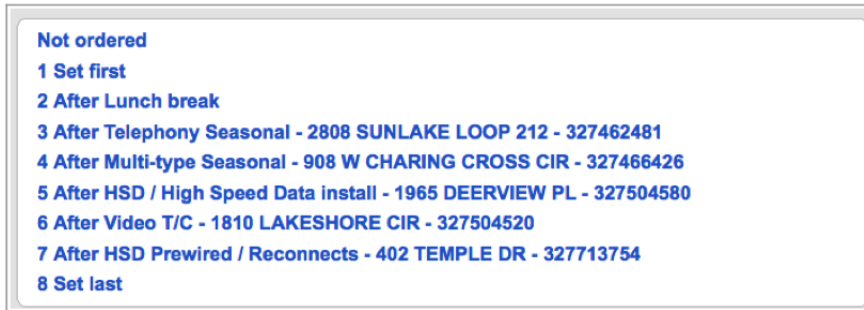 Not ordered
1 Set first
2 After Lunch break
3 After Telephony Seasonal - 2808 SUNLAKE LOOP 212 - 327462481
4 After Multi-type Seasonal - 908 W CHARING CROSS CIR - 327466426
5 After HSD / High Speed Data install - 1965 DEERVIEW PL - 327504580
6 After Video T/C - 1810 LAKESHORE CIR - 327504520
7 After HSD Prewired / Reconnects - 402 TEMPLE DR - 327713754
8 Set last